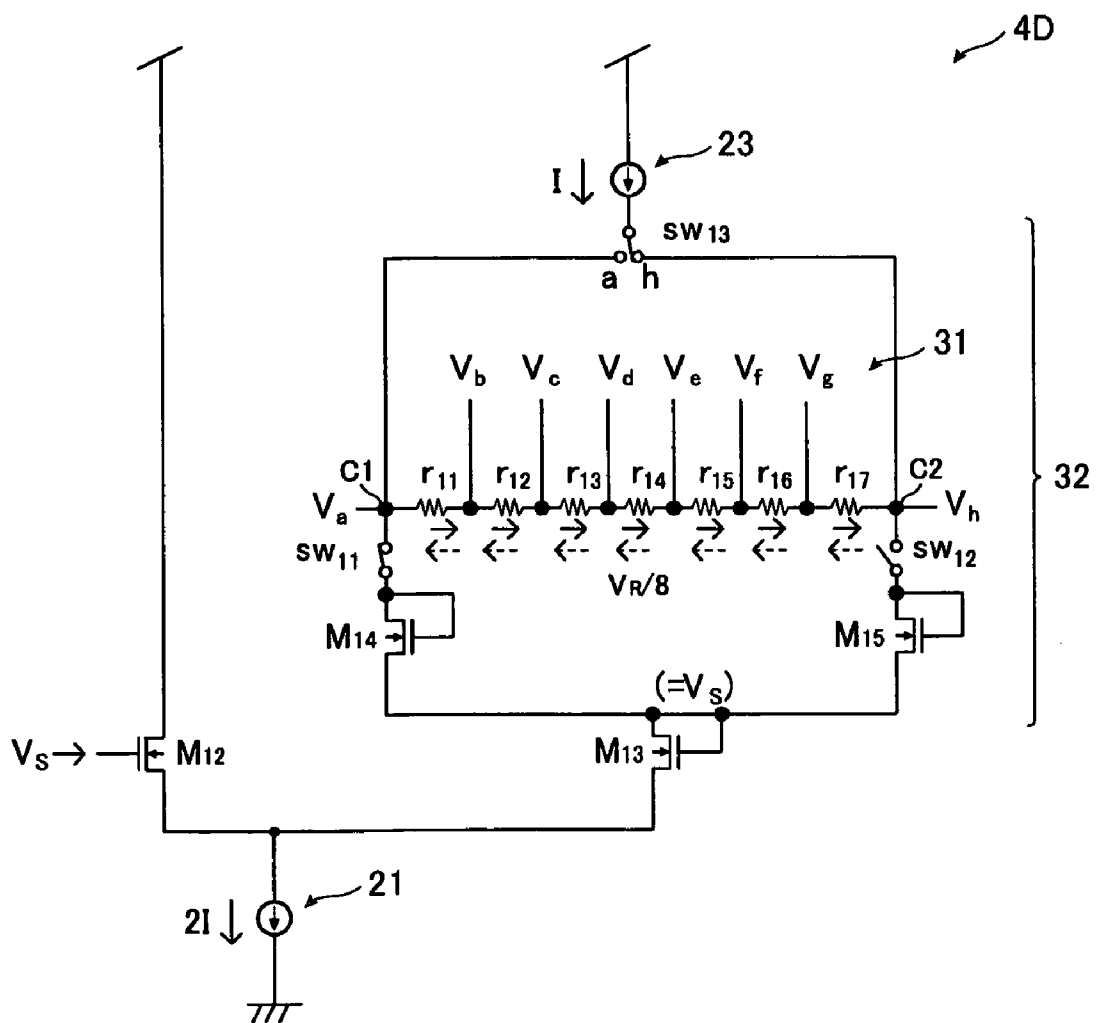 4D
23
I
SW13
a h
31
Vb Vc Vd Ve Vf Vg
C1 r11 r12 r13 r14 r15 r16 r17 C2
32
Va Vh
SW11 SW12
VR/8
M14 M15
(=VS)
VS M12 M13
21
2I